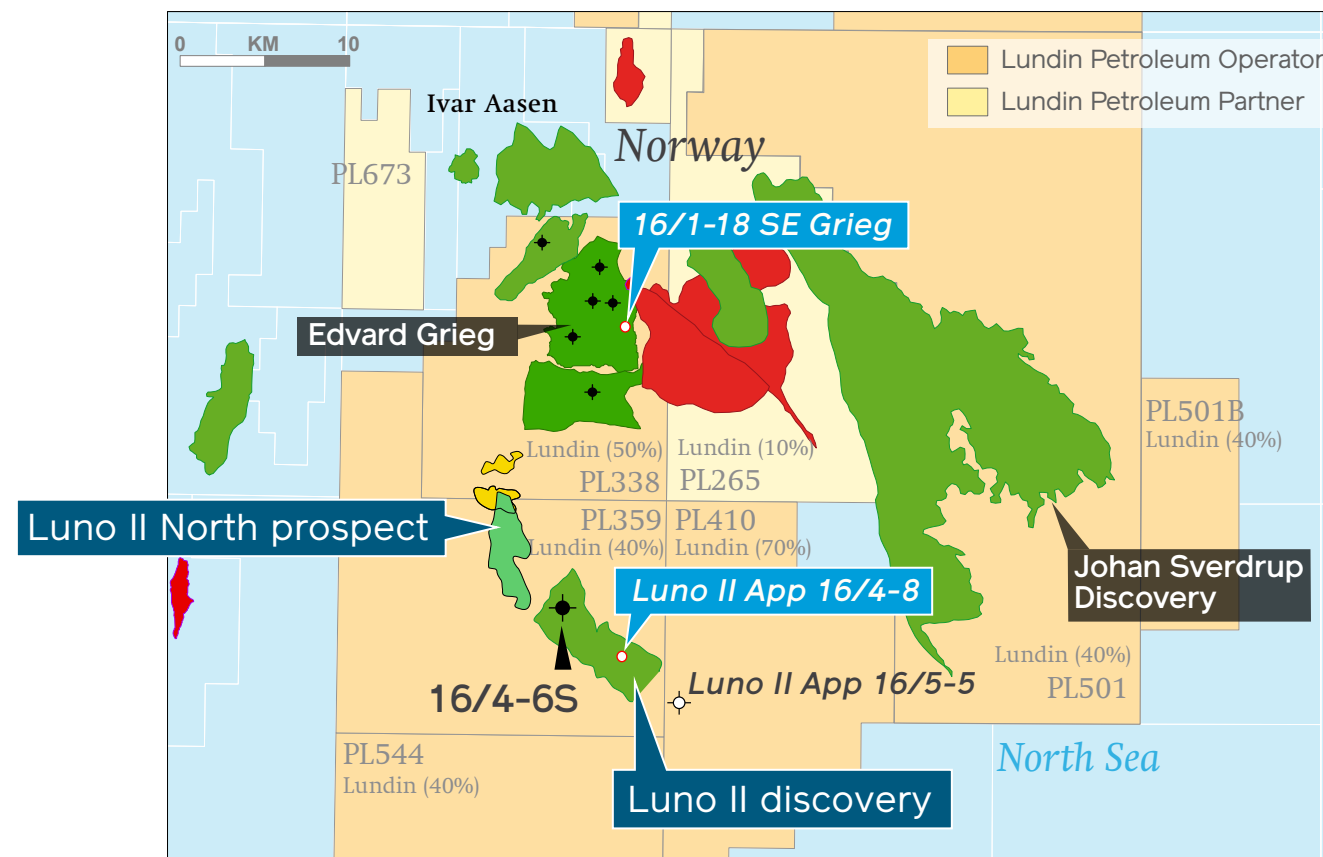 0 KM 10
Lundin Petroleum Operator
Lundin Petroleum Partner
Ivar Aasen
Norway
PL673
16/1-18 SE Grieg
Edvard Grieg
PL501B
Lundin (40%)
Lundin (50%)
PL338
Lundin (10%)
PL265
Luno II North prospect
PL359
Lundin (40%)
PL410
Lundin (70%)
Johan Sverdrup
Discovery
Luno II App 16/4-8
16/4-6S
Luno II App 16/5-5
Lundin (40%)
PL501
PL544
Lundin (40%)
North Sea
Luno II discovery